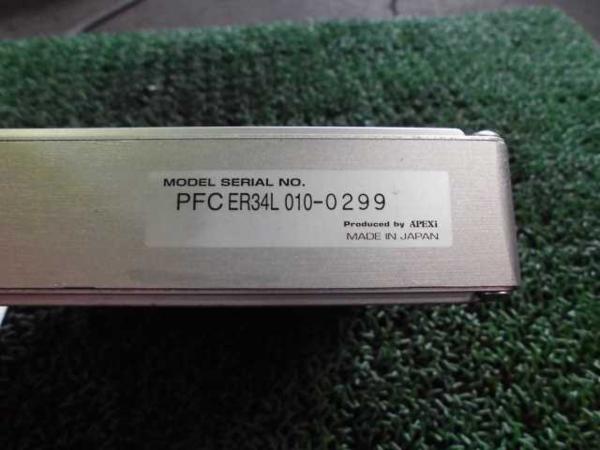 MODEL SERIAL NO.
PFC ER34L 010-0299
Produced by APEXi
MADE IN JAPAN